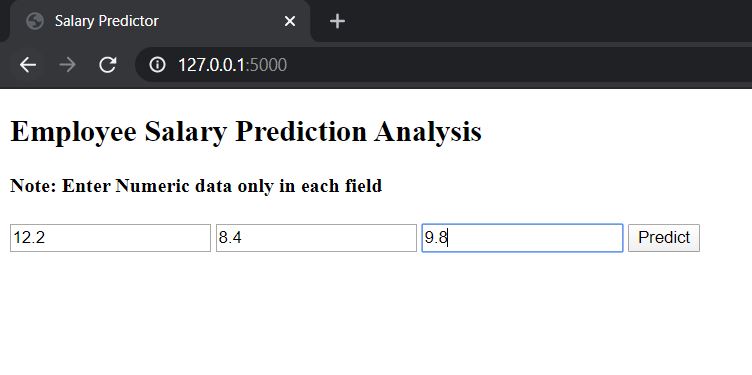 Salary Predictor
127.0.0.1:5000
Employee Salary Prediction Analysis
Note: Enter Numeric data only in each field
12.2 8.4 9.8 Predict